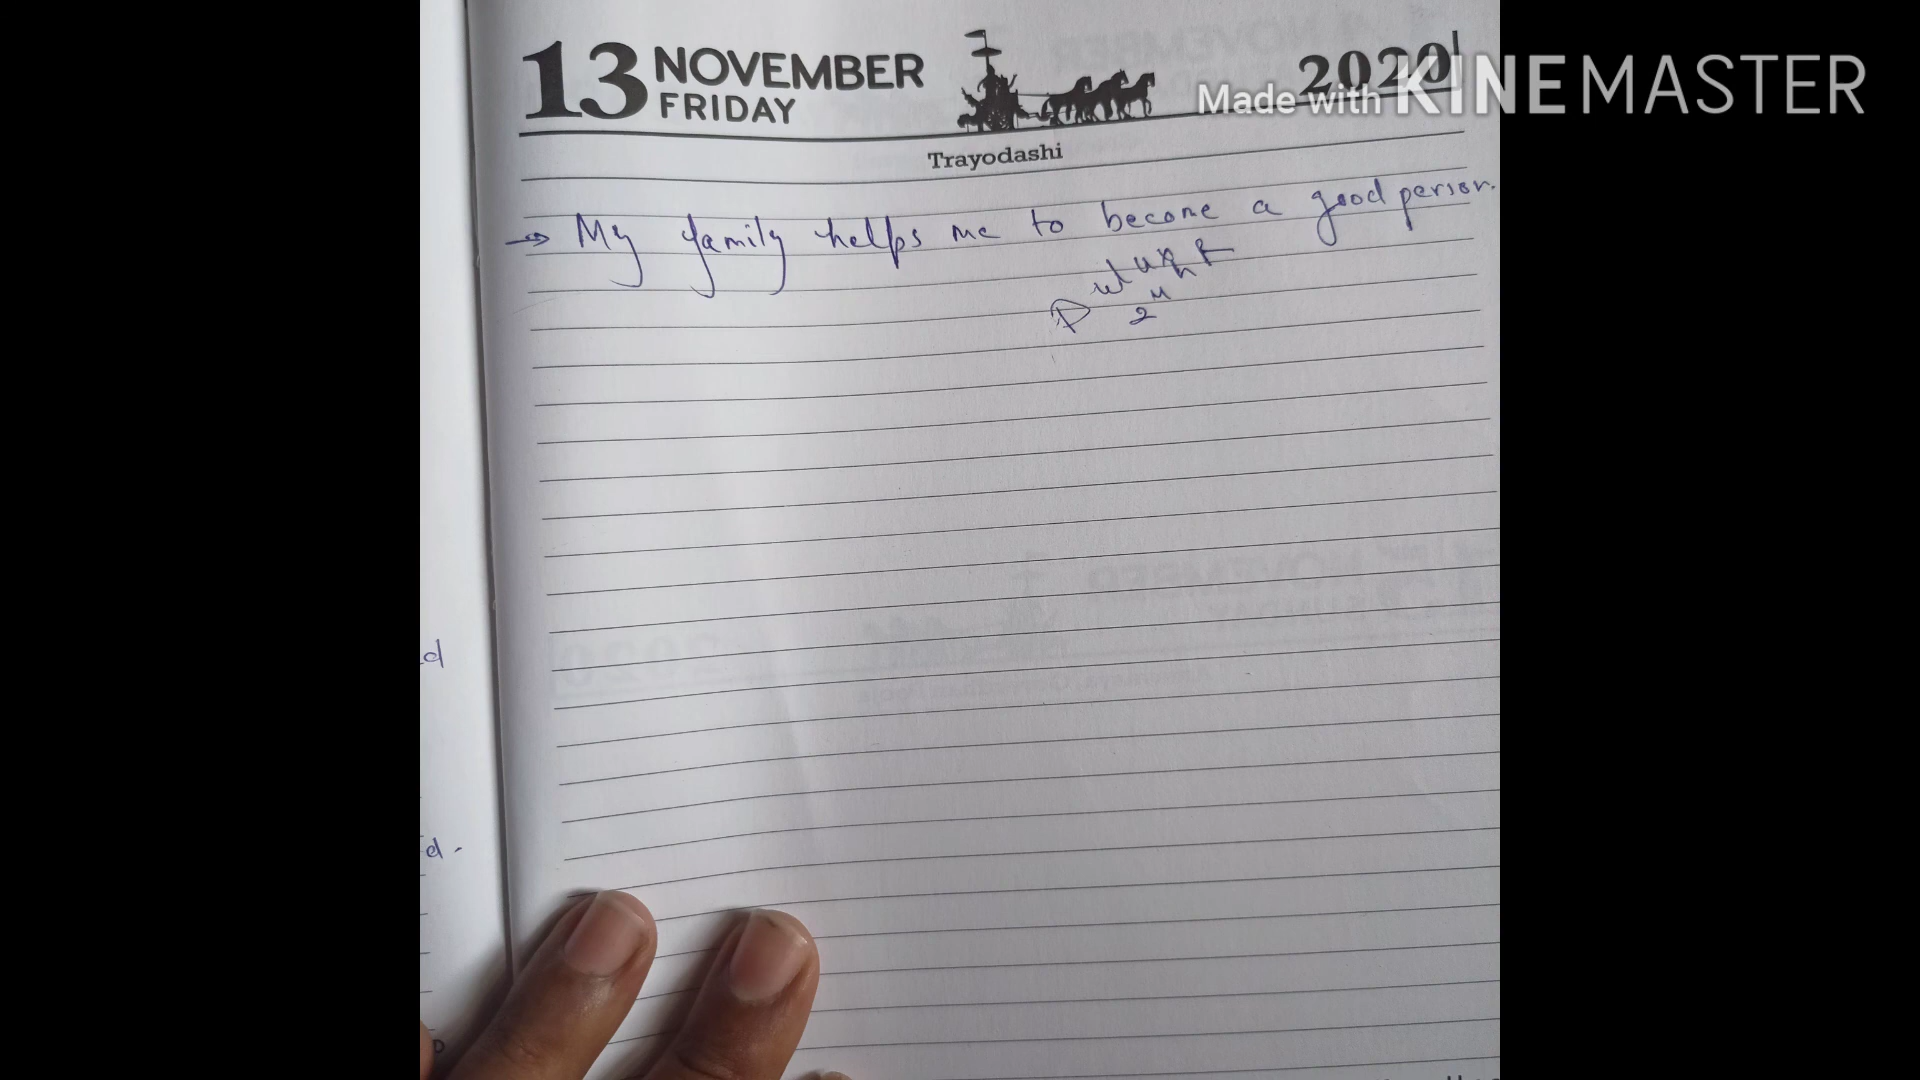 13 NOVEMBER 2020
FRIDAY
Made with KINEMASTER
Trayodashi
→ My family helps me to become a good person.
d
d.